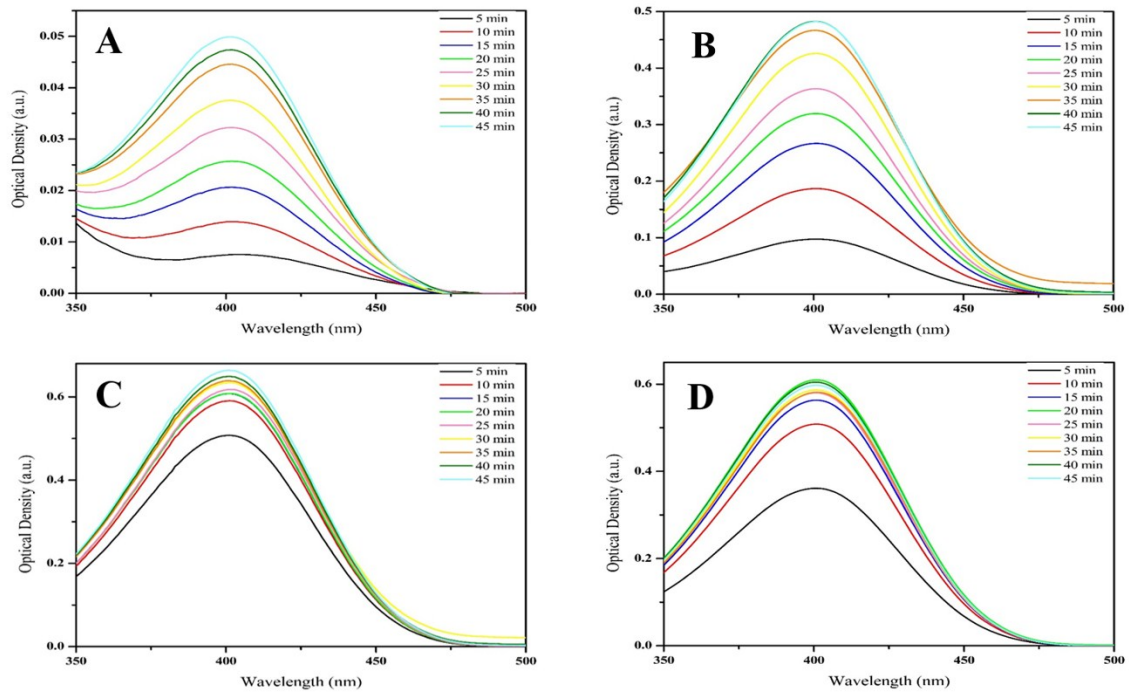 A
5 min
10 min
15 min
20 min
25 min
30 min
35 min
40 min
45 min
0.05
0.04
0.03
0.02
0.01
0.00
Optical Density (a.u.)
350
400
450
500
Wavelength (nm)
B
5 min
10 min
15 min
20 min
25 min
30 min
35 min
40 min
45 min
0.5
0.4
0.3
0.2
0.1
0.0
Optical Density (a.u.)
350
400
450
500
Wavelength (nm)
C
5 min
10 min
15 min
20 min
25 min
30 min
35 min
40 min
45 min
0.6
0.4
0.2
0.0
Optical Density (a.u.)
350
400
450
500
Wavelength (nm)
D
5 min
10 min
15 min
20 min
25 min
30 min
35 min
40 min
45 min
0.6
0.4
0.2
0.0
Optical Density (a.u.)
350
400
450
500
Wavelength (nm)